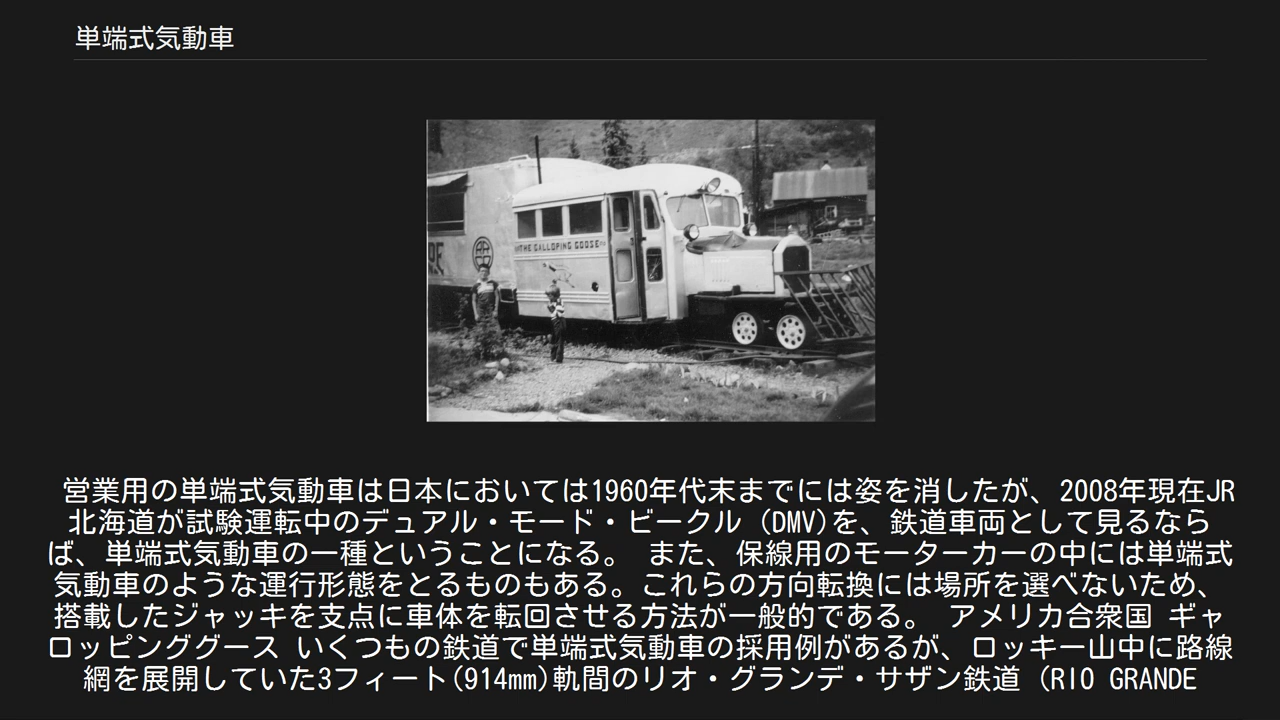 単端式気動車
RE
THE GALLOPING GOOSE
営業用の単端式気動車は日本においては1960年代末までには姿を消したが、2008年現在JR
北海道が試験運転中のデュアル・モード・ビークル (DMV)を、鉄道車両として見るなら
ば、単端式気動車の一種ということになる。 また、保線用のモーターカーの中には単端式
気動車のような運行形態をとるものもある。これらの方向転換には場所を選べないため、
搭載したジャッキを支点に車体を転回させる方法が一般的である。 アメリカ合衆国 ギャ
ロッピンググース いくつもの鉄道で単端式気動車の採用例があるが、ロッキー山中に路線
網を展開していた3フィート(914mm)軌間のリオ・グランデ・サザン鉄道 (RIO GRANDE